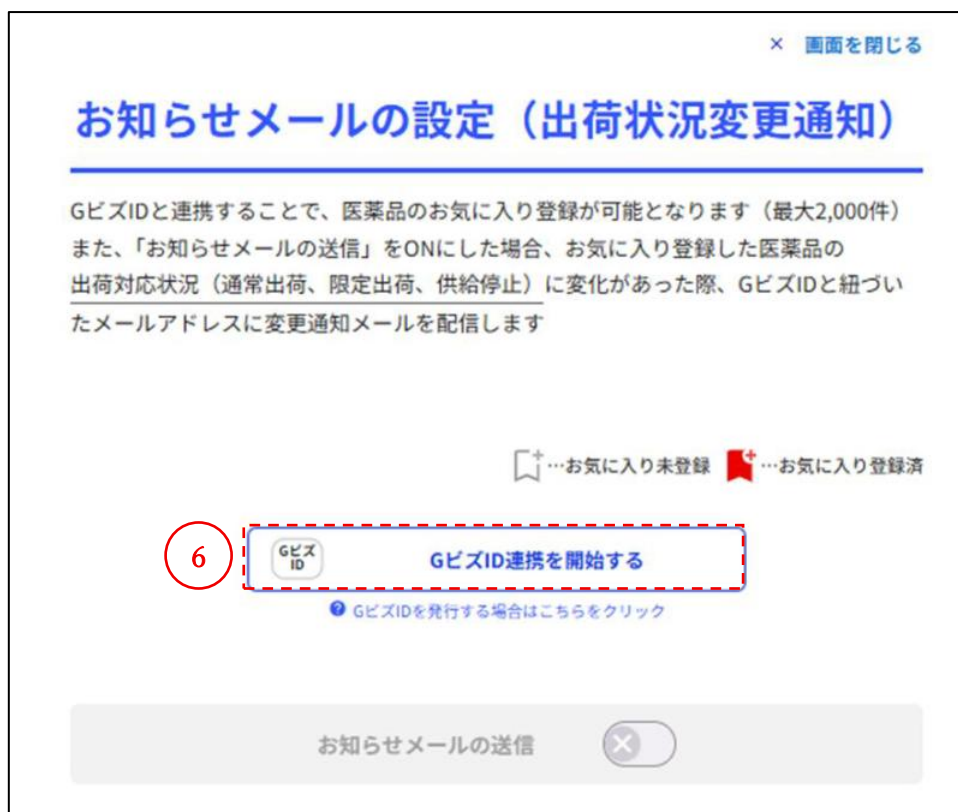 × 画面を閉じる
お知らせメールの設定（出荷状況変更通知）
GビズIDと連携することで、医薬品のお気に入り登録が可能となります（最大2,000件）
また、「お知らせメールの送信」をONにした場合、お気に入り登録した医薬品の
出荷対応状況（通常出荷、限定出荷、供給停止）に変化があった際、GビズIDと紐づい
たメールアドレスに変更通知メールを配信します
…お気に入り未登録 …お気に入り登録済
6
Gビズ
ID
GビズID連携を開始する
? GビズIDを発行する場合はこちらをクリック
お知らせメールの送信